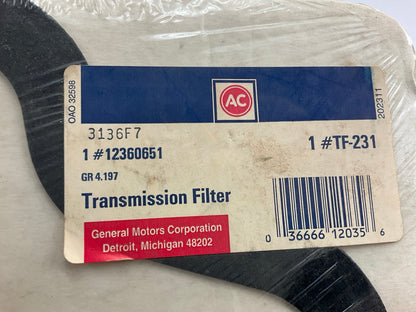 OAO 32598
AC
202311
3136F7
1 #12360651
1 #TF-231
GR 4.197
Transmission Filter
General Motors Corporation
Detroit, Michigan 48202
0 36666 12035 6